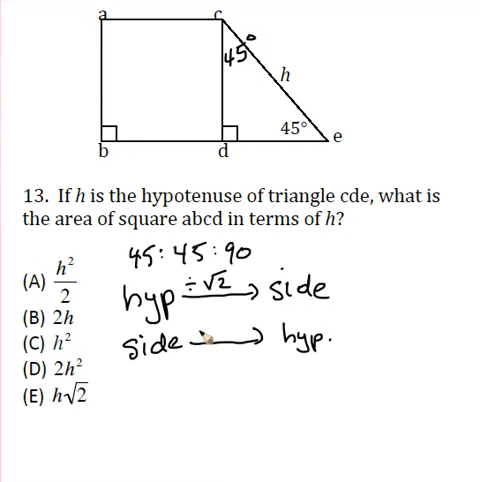 a c
45°
h
45°
b d e
13. If h is the hypotenuse of triangle cde, what is
the area of square abcd in terms of h?
45:45:90
(A) h²/2
hyp ÷√2 → side
(B) 2h
side → hyp.
(C) h²
(D) 2h²
(E) h√2